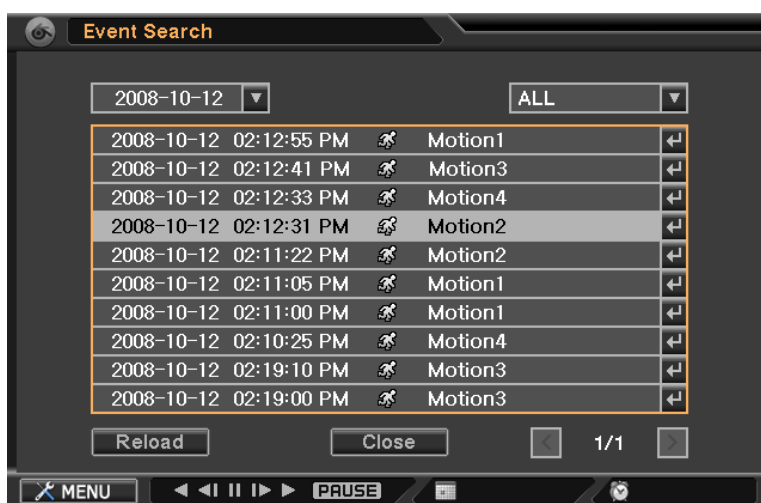 Event Search
2008-10-12 ALL
2008-10-12 02:12:55 PM Motion1
2008-10-12 02:12:41 PM Motion3
2008-10-12 02:12:33 PM Motion4
2008-10-12 02:12:31 PM Motion2
2008-10-12 02:11:22 PM Motion2
2008-10-12 02:11:05 PM Motion1
2008-10-12 02:11:00 PM Motion1
2008-10-12 02:10:25 PM Motion4
2008-10-12 02:19:10 PM Motion3
2008-10-12 02:19:00 PM Motion3
Reload Close < 1/1 >
MENU PAUSE